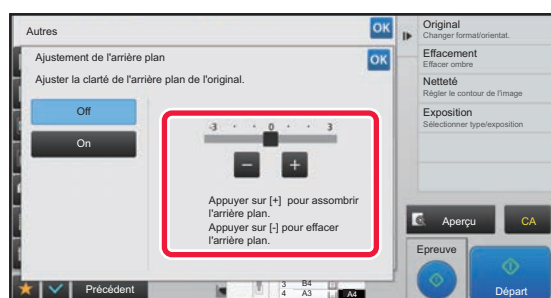 Autres
OK
Ajustement de l'arrière plan
OK
Ajuster la clarté de l'arrière plan de l'original.
Off
On
-3 0 3
- +
Appuyer sur [+] pour assombrir
l'arrière plan.
Appuyer sur [-] pour effacer
l'arrière plan.
Précédent
3 B4
4 A3
A4
Original
Changer format/orientat.
Effacement
Effacer ombre
Netteté
Régler le contour de l'image
Exposition
Sélectionner type/exposition
Aperçu
CA
Epreuve
Départ